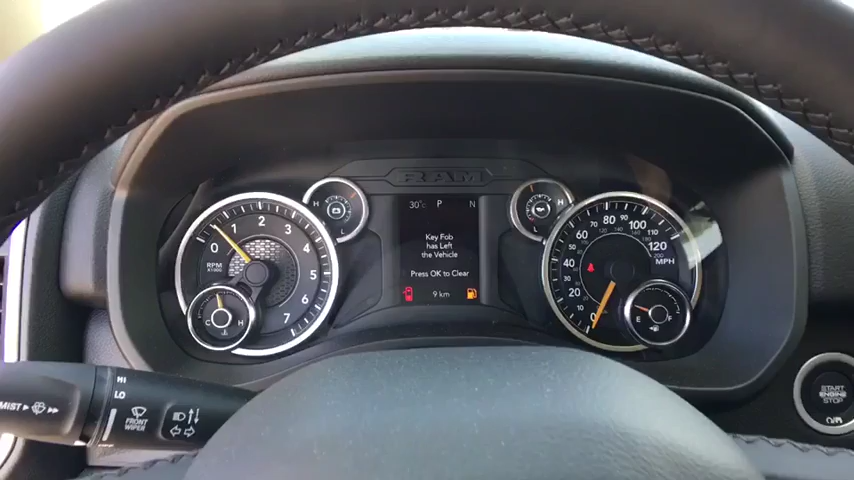 RAM
30°C P N
Key Fob
has Left
the Vehicle
Press OK to Clear
9 km
0 1 2 3 4 5 6 7
RPM
X1000
C H
L H
L H
0 20 40 50 60 70 80 90 100 110 120
MPH
200
E F
MIST
HI
LO
FRONT
WIPER
START
ENGINE
STOP